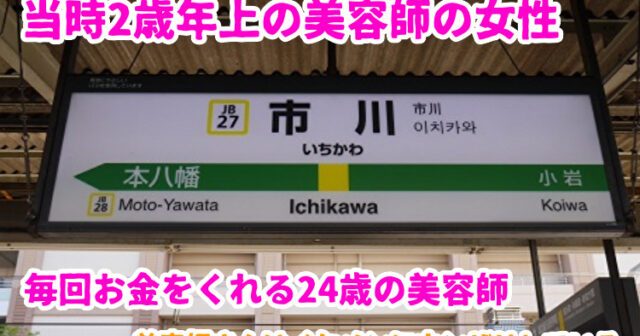 当時2歳年上の美容師の女性
JB
27
市川
市川
이치카와
いちかわ
本八幡
小岩
JB
28
Moto-Yawata
Ichikawa
Koiwa
毎回お金をくれる24歳の美容師